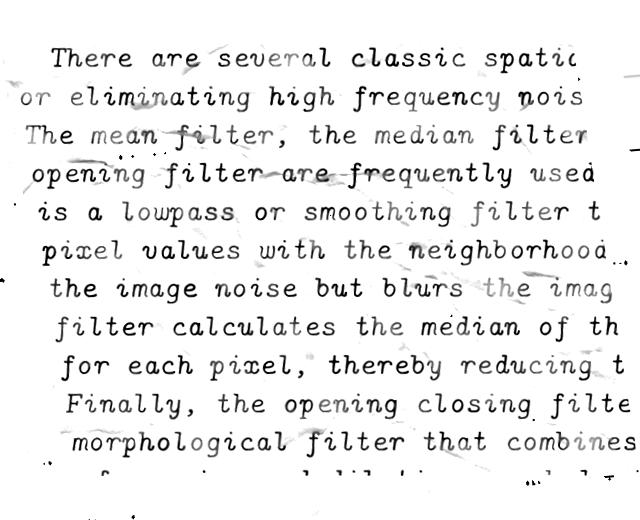 There are several classic spatic
or eliminating high frequency nois
The mean filter, the median filter
opening filter are frequently used
is a lowpass or smoothing filter t
pixel values with the neighborhood
the image noise but blurs the imag
filter calculates the median of th
for each pixel, thereby reducing t
Finally, the opening closing filte
morphological filter that combines